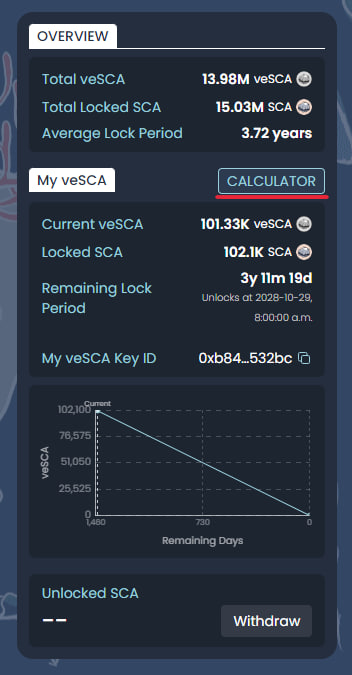 OVERVIEW
Total veSCA 13.98M veSCA
Total Locked SCA 15.03M SCA
Average Lock Period 3.72 years
My veSCA CALCULATOR
Current veSCA 101.33K veSCA
Locked SCA 102.1K SCA
Remaining Lock Period 3y 11m 19d
Unlocks at 2028-10-29,
8:00:00 a.m.
My veSCA Key ID 0xb84...532bc
Current
102,100
76,575
51,050
25,525
0
veSCA
1,460 730 0
Remaining Days
Unlocked SCA
-- Withdraw